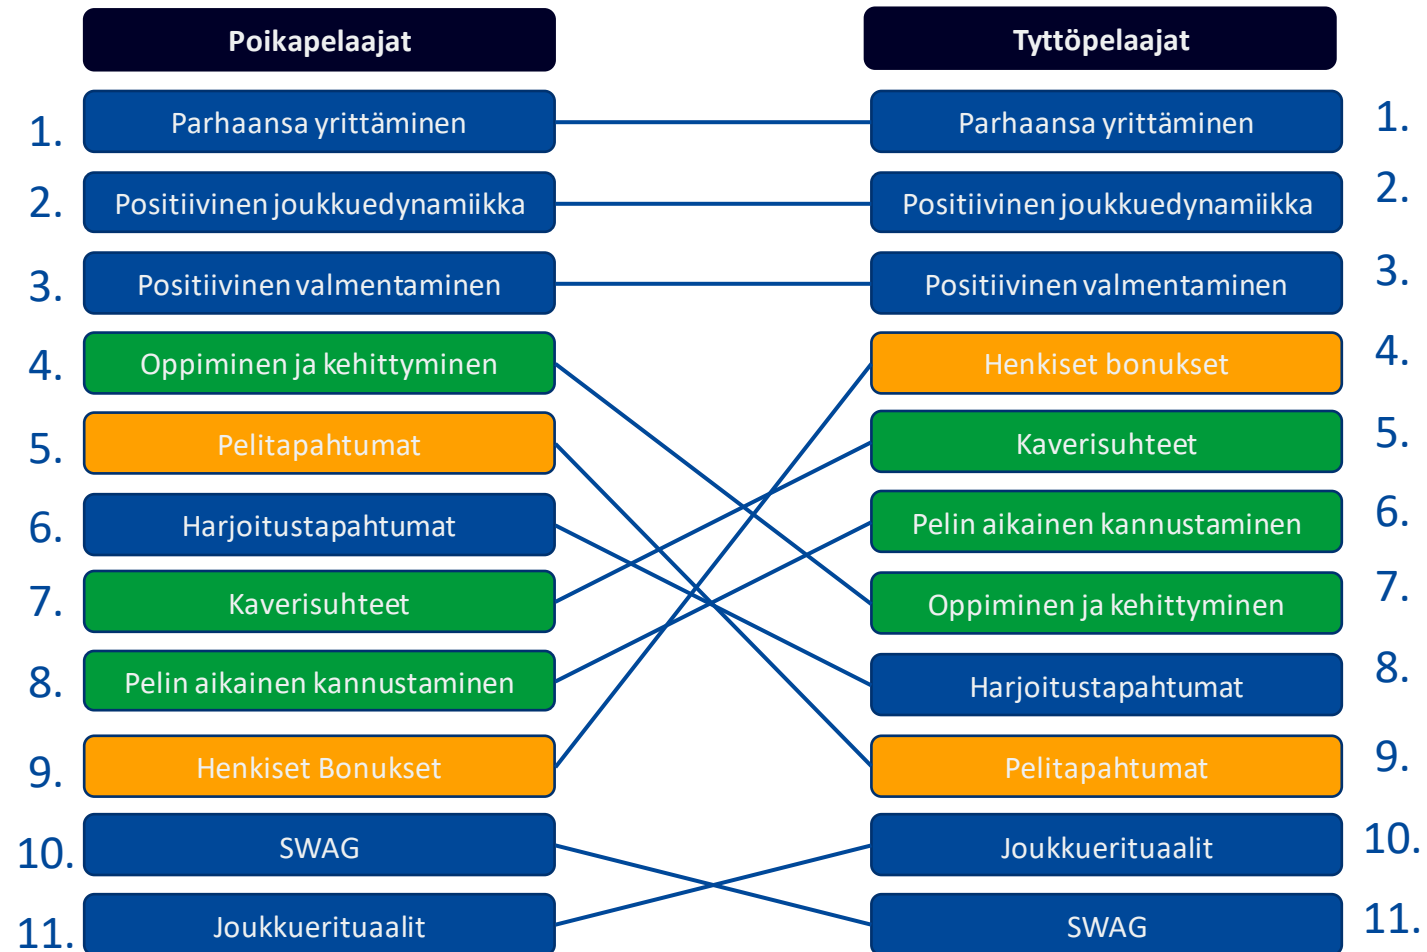 Poikapelaajat
Tyttöpelaajat
1. Parhaansa yrittäminen
Parhaansa yrittäminen 1.
2. Positiivinen joukkuedynamiikka
Positiivinen joukkuedynamiikka 2.
3. Positiivinen valmentaminen
Positiivinen valmentaminen 3.
4. Oppiminen ja kehittyminen
Henkiset bonukset 4.
5. Pelitapahtumat
Kaverisuhteet 5.
6. Harjoitustapahtumat
Pelin aikainen kannustaminen 6.
7. Kaverisuhteet
Oppiminen ja kehittyminen 7.
8. Pelin aikainen kannustaminen
Harjoitustapahtumat 8.
9. Henkiset Bonukset
Pelitapahtumat 9.
10. SWAG
Joukkuerituaalit 10.
11. Joukkuerituaalit
SWAG 11.